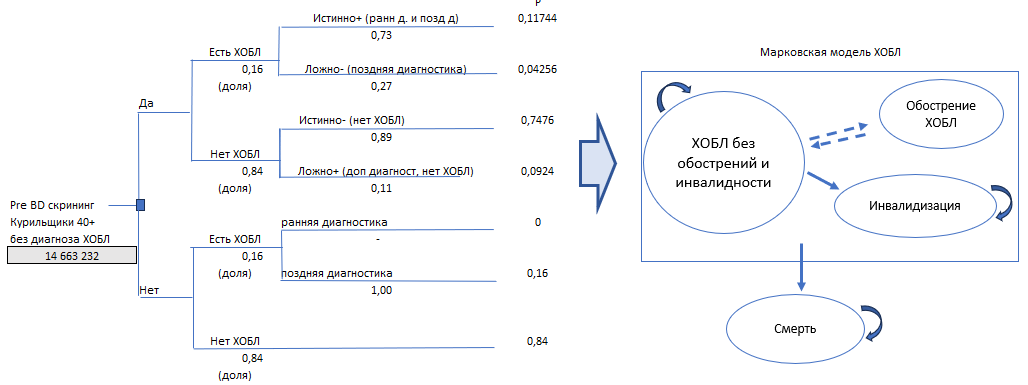 р
Истинно+ (ранн д. и позд д)
0,11744
0,73
Есть ХОБЛ
0,16
(доля)
Ложно- (поздняя диагностика)
0,04256
0,27
Да
Истинно- (нет ХОБЛ)
0,7476
0,89
Нет ХОБЛ
0,84
(доля)
Ложно+ (доп диагност, нет ХОБЛ)
0,0924
0,11
Pre BD скрининг
Курильщики 40+
без диагноза ХОБЛ
14 663 232
ранняя диагностика
0
-
Есть ХОБЛ
0,16
(доля)
поздняя диагностика
0,16
1,00
Нет
Нет ХОБЛ
0,84
0,84
(доля)
Марковская модель ХОБЛ
ХОБЛ без
обострений и
инвалидности
Обострение
ХОБЛ
Инвалидизация
Смерть